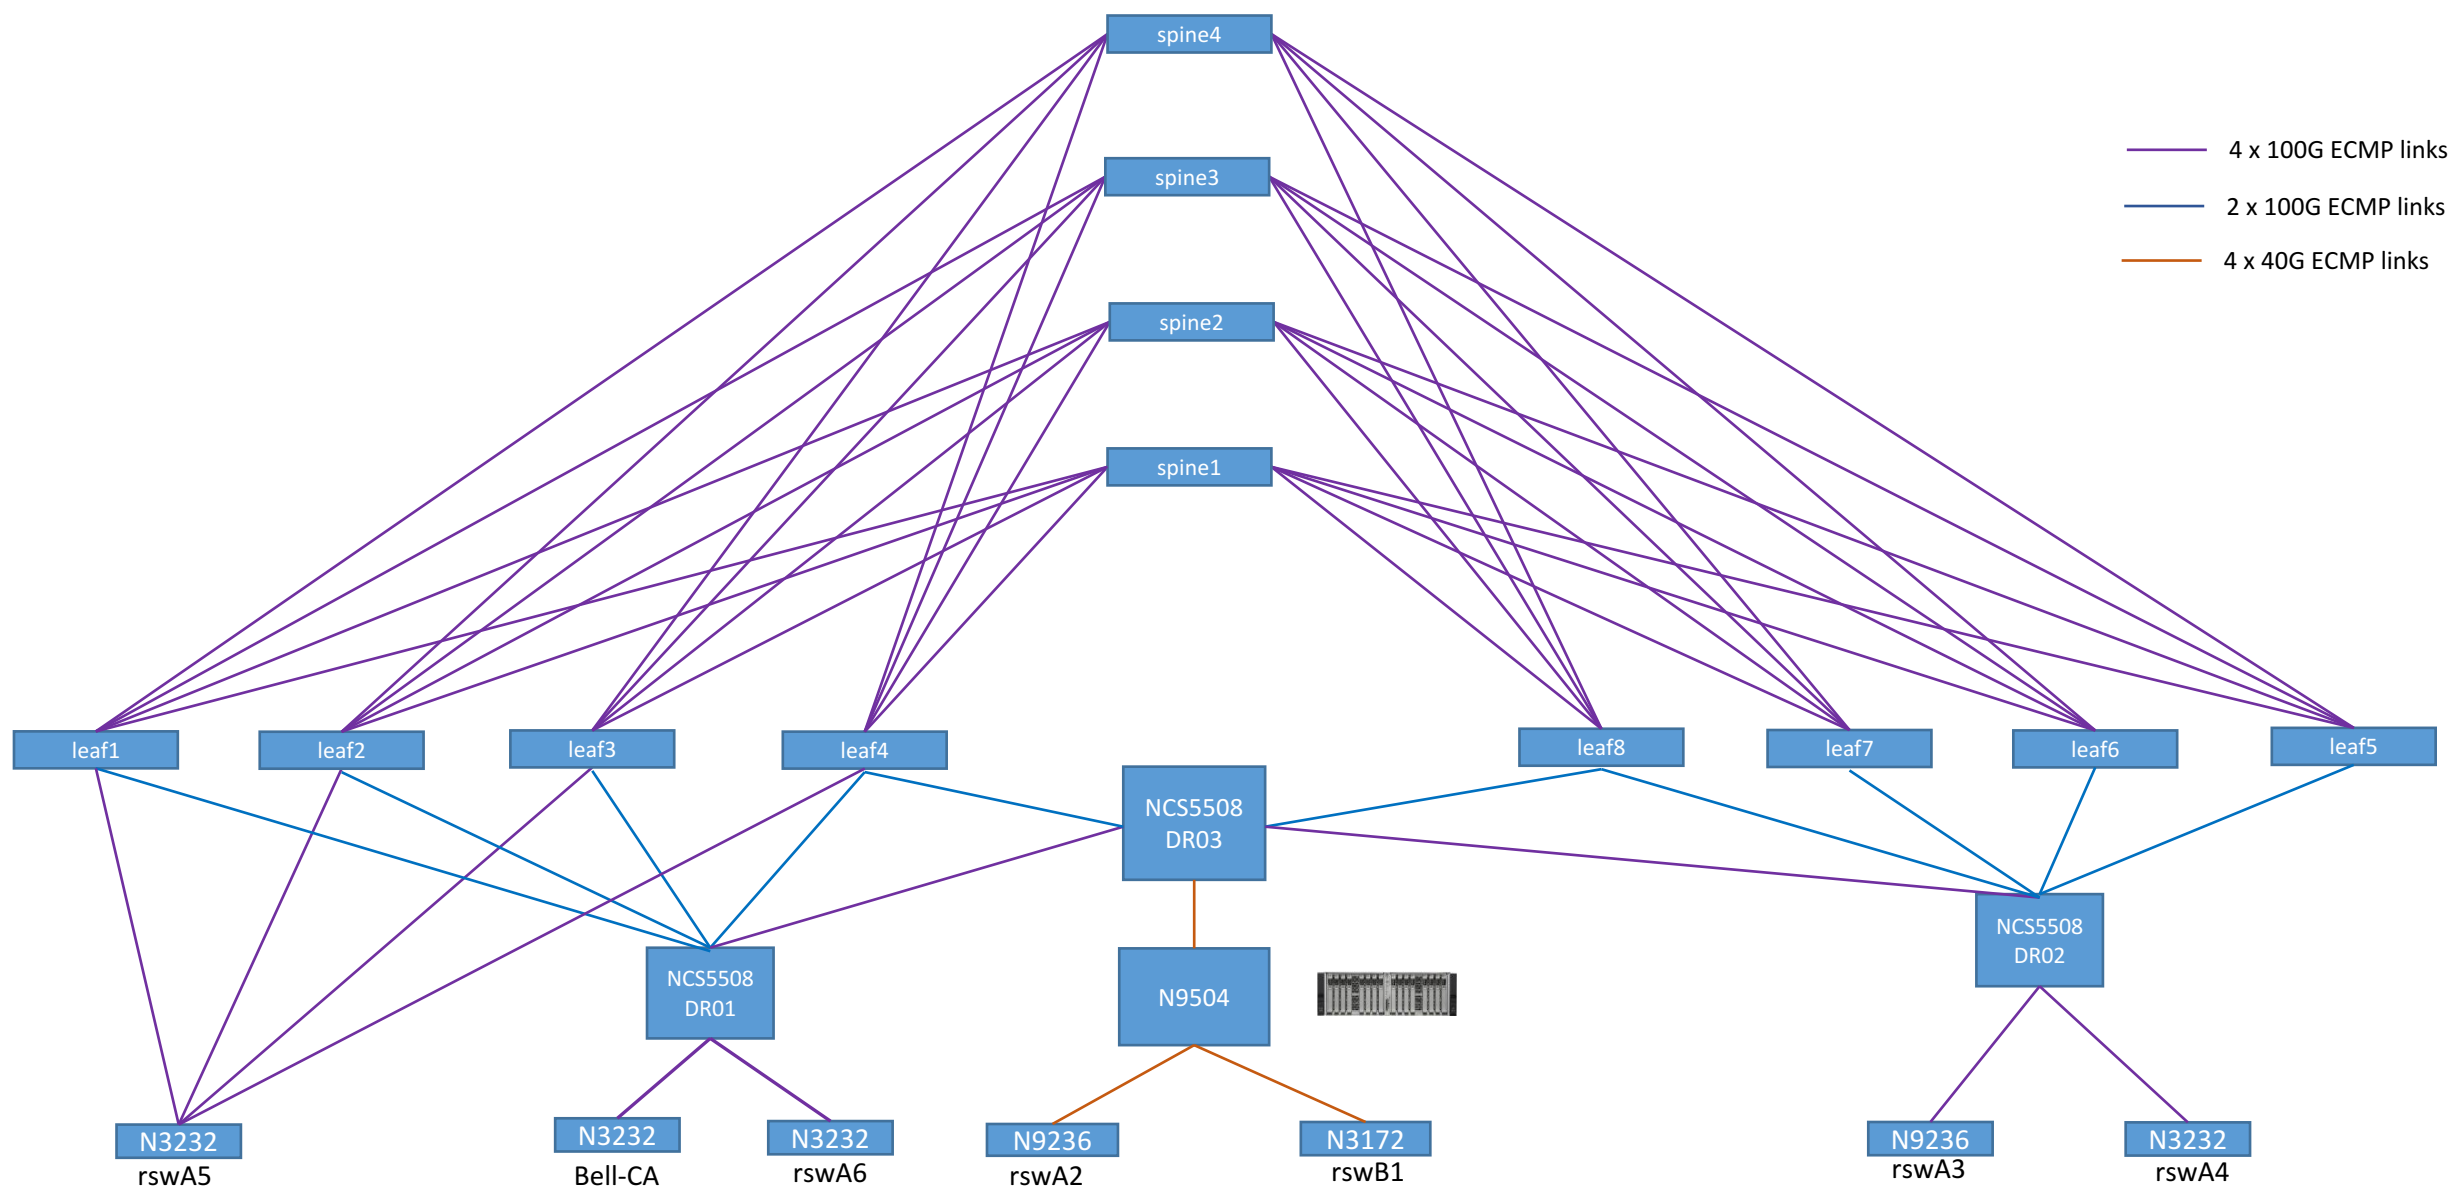 spine4
spine3
4 x 100G ECMP links
2 x 100G ECMP links
4 x 40G ECMP links
spine2
spine1
leaf1
leaf2
leaf3
leaf4
leaf8
leaf7
leaf6
leaf5
NCS5508
DR03
NCS5508
DR02
NCS5508
DR01
N9504
N3232
rswA5
N3232
Bell-CA
N3232
rswA6
N9236
rswA2
N3172
rswB1
N9236
rswA3
N3232
rswA4